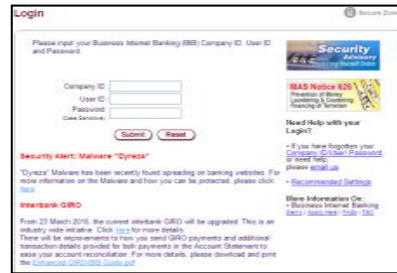 Login
Secure Zone
Please input your Business Internet Banking (BIB) Company ID, User ID
and Password.
Company ID
User ID
Password
(Case Sensitive)
Submit
Reset
Security Alert: Malware "Dyreza"
'Dyreza' Malware has been recently found spreading on banking websites. For
more information on the Malware and how you can be protected, please click
here
Interbank GIRO
From 23 March 2015, the current interbank GIRO will be upgraded. This is an
industry wide initiative. Click here for more details.
There will be improvements to how you send GIRO payments and additional
transaction details provided for bulk payments in the Account Statement to
ease your account reconciliation. For more details, please download and print
the Enhanced GIRO-BIB Guide.pdf
Security
Advisory
MAS Notice 626
Prevention of Money
Laundering & Countering
Financing of Terrorism
Need Help with your
Login?
- If you have forgotten your
Company ID/User/ Password
or need help,
please email us
- Recommended Settings
More Information On:
- Business Internet Banking
Demo | Apply Here | FAQs | T&C